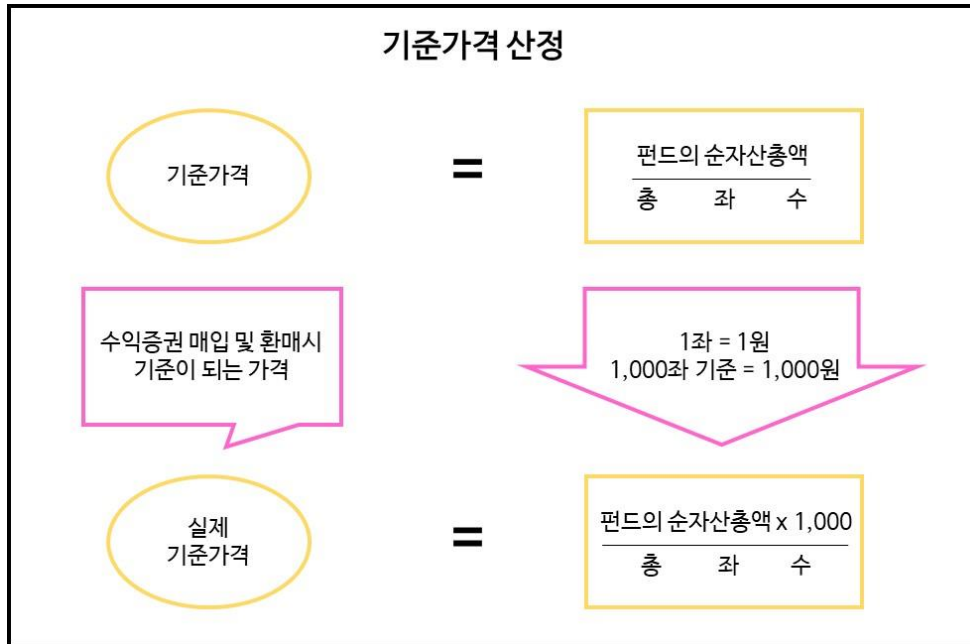 기준가격 산정
기준가격
=
펀드의 순자산총액
총 좌 수
수익증권 매입 및 환매시
기준이 되는 가격
1좌 = 1원
1,000좌 기준 = 1,000원
실제
기준가격
=
펀드의 순자산총액 x 1,000
총 좌 수